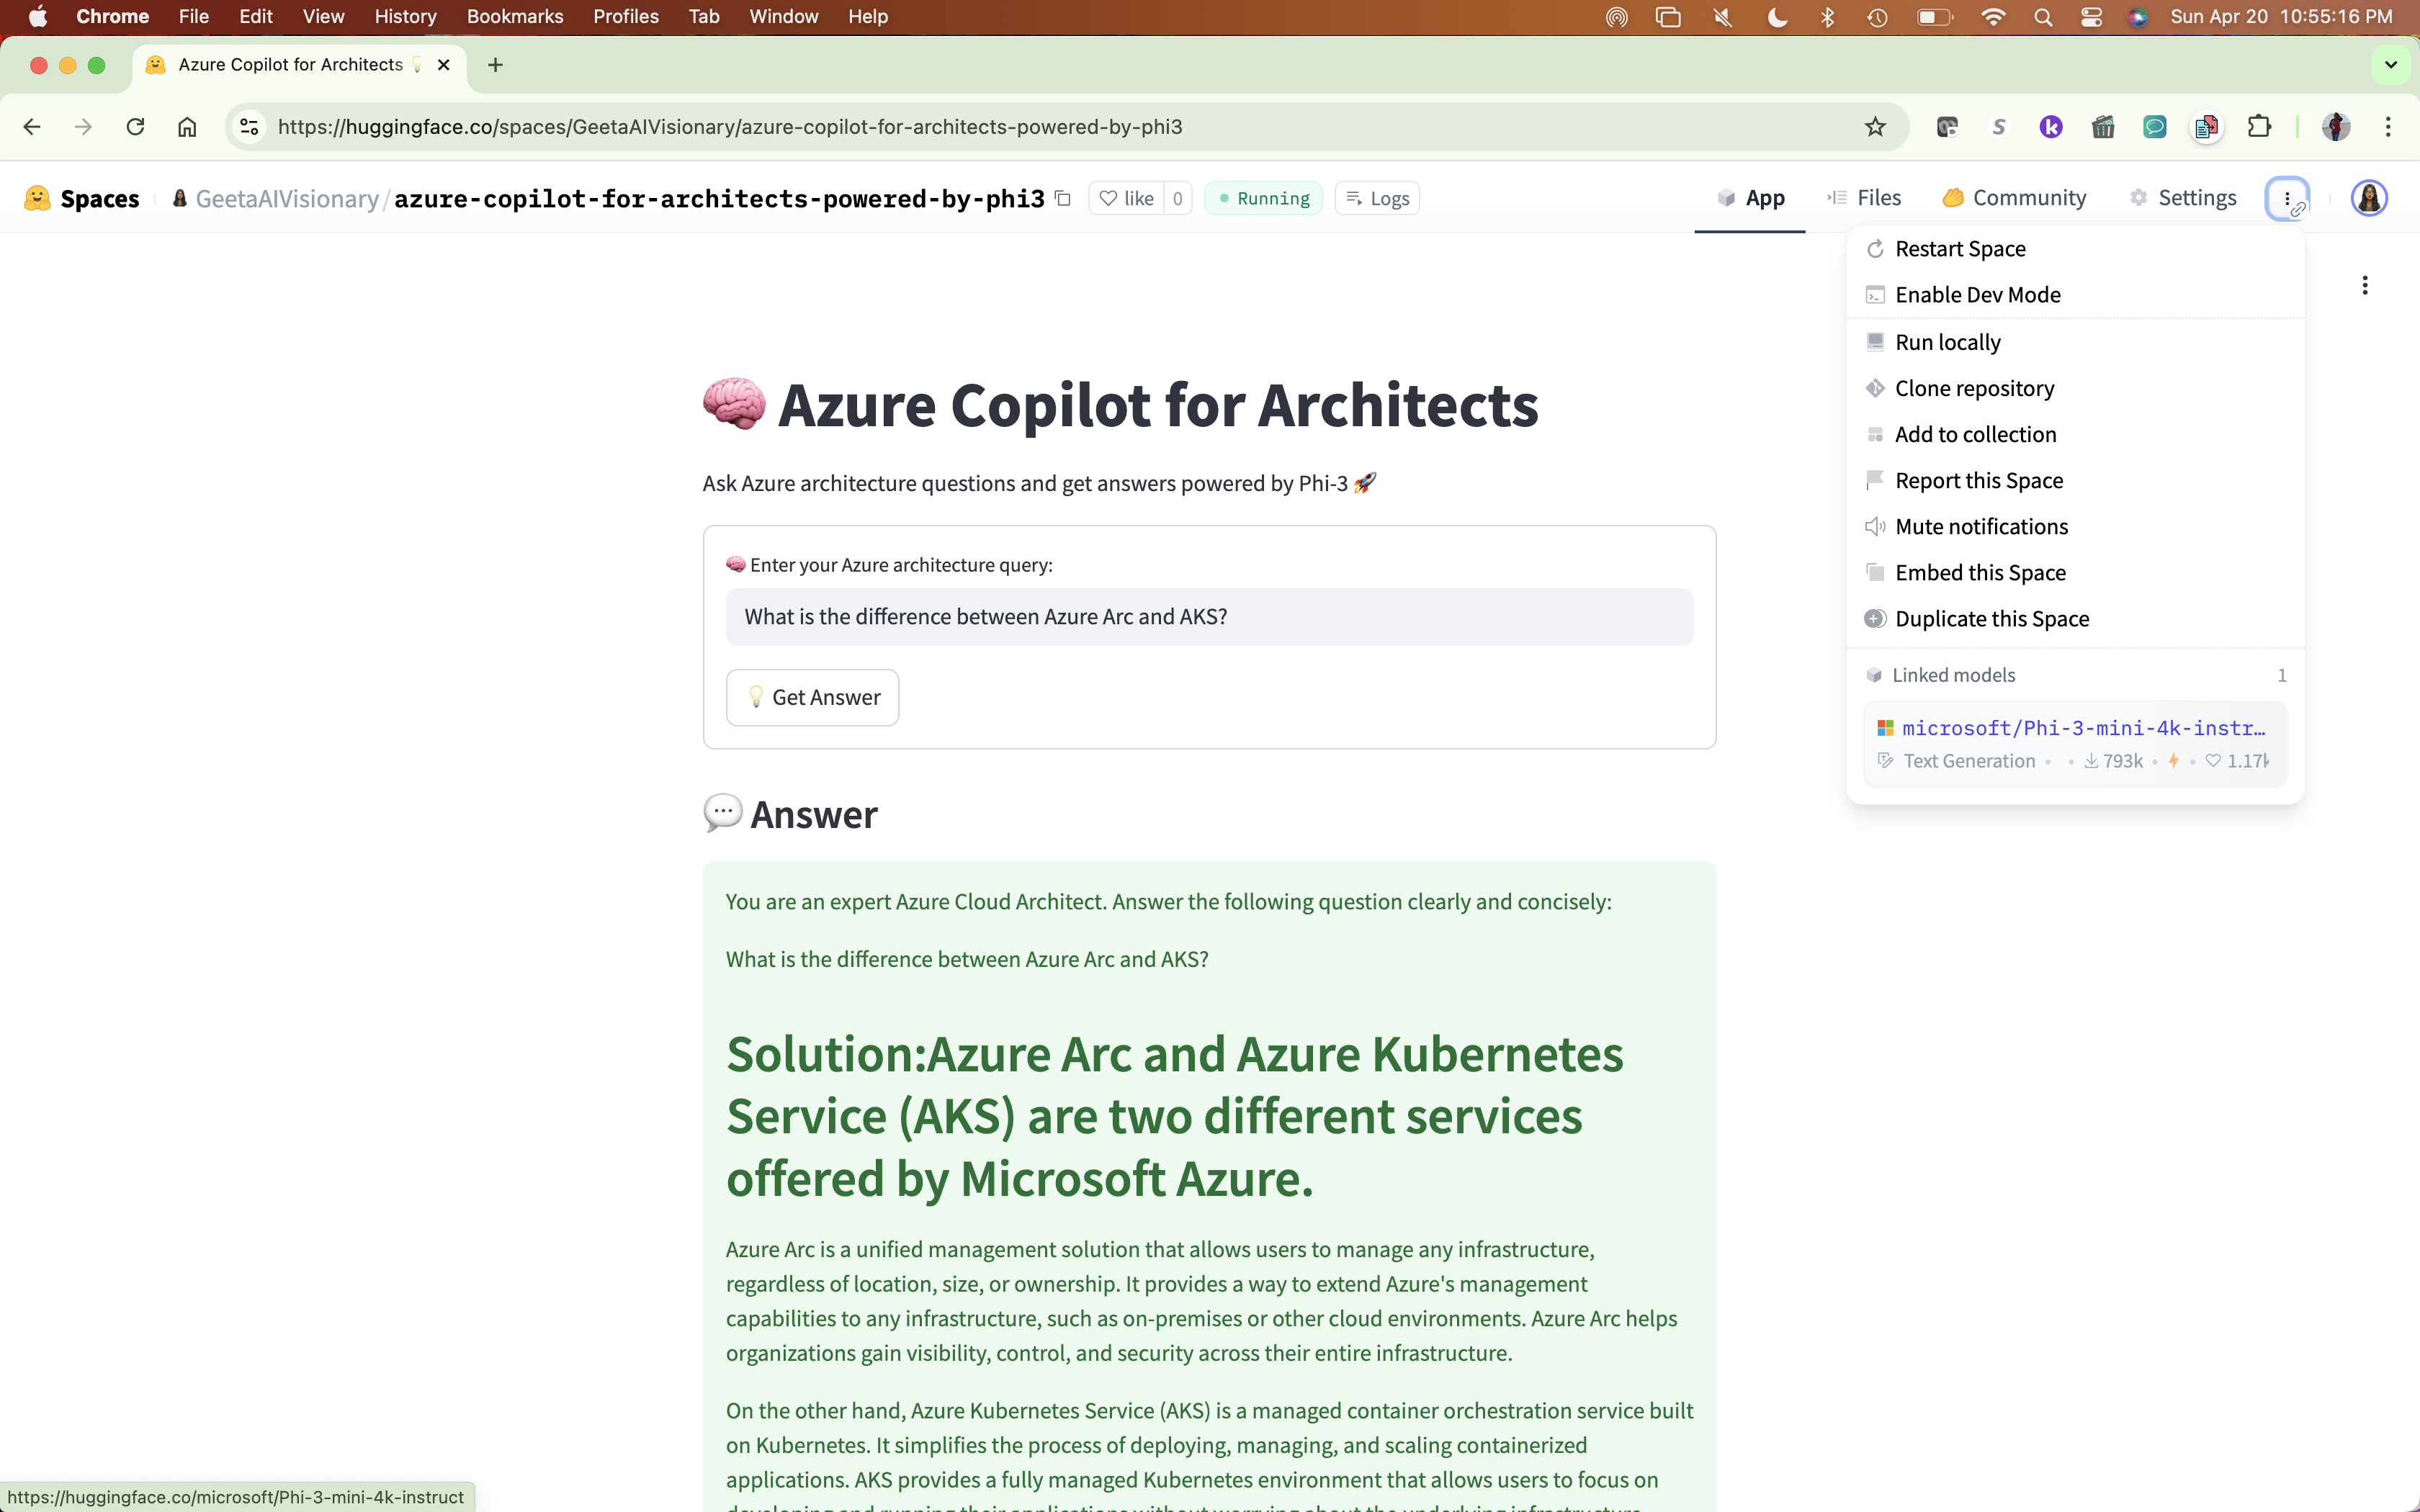 Chrome File Edit View History Bookmarks Profiles Tab Window Help Sun Apr 20 10:55:16 PM
Azure Copilot for Architects
https://huggingface.co/spaces/GeetaAIVisionary/azure-copilot-for-architects-powered-by-phi3
Spaces GeetaAIVisionary/azure-copilot-for-architects-powered-by-phi3 like 0 Running Logs App Files Community Settings
Restart Space
Enable Dev Mode
Run locally
Clone repository
Add to collection
Report this Space
Mute notifications
Embed this Space
Duplicate this Space
Linked models 1
microsoft/Phi-3-mini-4k-instr…
Text Generation • • 793k • • 1.17k
Azure Copilot for Architects
Ask Azure architecture questions and get answers powered by Phi-3
Enter your Azure architecture query:
What is the difference between Azure Arc and AKS?
Get Answer
Answer
You are an expert Azure Cloud Architect. Answer the following question clearly and concisely:
What is the difference between Azure Arc and AKS?
Solution:Azure Arc and Azure Kubernetes
Service (AKS) are two different services
offered by Microsoft Azure.
Azure Arc is a unified management solution that allows users to manage any infrastructure,
regardless of location, size, or ownership. It provides a way to extend Azure's management
capabilities to any infrastructure, such as on-premises or other cloud environments. Azure Arc helps
organizations gain visibility, control, and security across their entire infrastructure.
On the other hand, Azure Kubernetes Service (AKS) is a managed container orchestration service built
on Kubernetes. It simplifies the process of deploying, managing, and scaling containerized
applications. AKS provides a fully managed Kubernetes environment that allows users to focus on
https://huggingface.co/microsoft/Phi-3-mini-4k-instruct